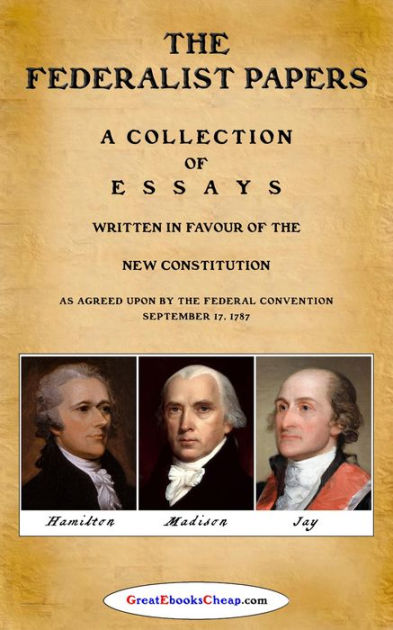 THE
FEDERALIST PAPERS
A COLLECTION
OF
ESSAYS
WRITTEN IN FAVOUR OF THE
NEW CONSTITUTION
AS AGREED UPON BY THE FEDERAL CONVENTION
SEPTEMBER 17, 1787
Hamilton Madison Jay
GreatEbooksCheap.com